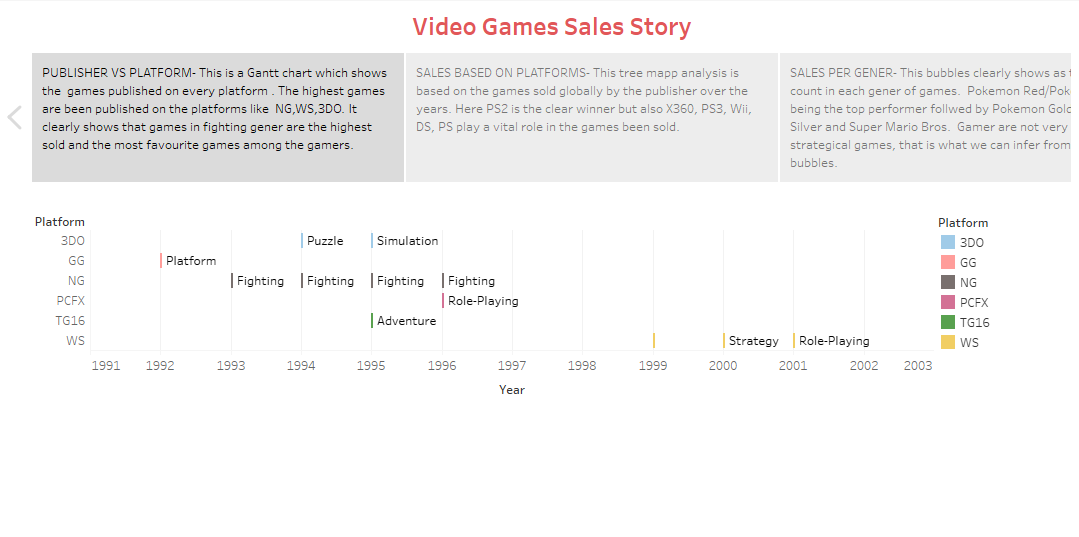 Video Games Sales Story
PUBLISHER VS PLATFORM- This is a Gantt chart which shows
the  games published on every platform . The highest games
are been published on the platforms like  NG,WS,3DO. It
clearly shows that games in fighting gener are the highest
sold and the most favourite games among the gamers.
SALES BASED ON PLATFORMS- This tree mapp analysis is
based on the games sold globally by the publisher over the
years. Here PS2 is the clear winner but also X360, PS3, Wii,
DS, PS play a vital role in the games been sold.
SALES PER GENER- This bubbles clearly shows as
count in each gener of games.  Pokemon Red/Pok
being the top performer follwed by Pokemon Gold
Silver and Super Mario Bros.  Gamer are not very
strategical games, that is what we can infer from
bubbles.
Platform
3DO
GG
NG
PCFX
TG16
WS
Puzzle
Simulation
Platform
Fighting
Fighting
Fighting
Fighting
Role-Playing
Adventure
Strategy
Role-Playing
1991
1992
1993
1994
1995
1996
1997
1998
1999
2000
2001
2002
2003
Year
Platform
3DO
GG
NG
PCFX
TG16
WS